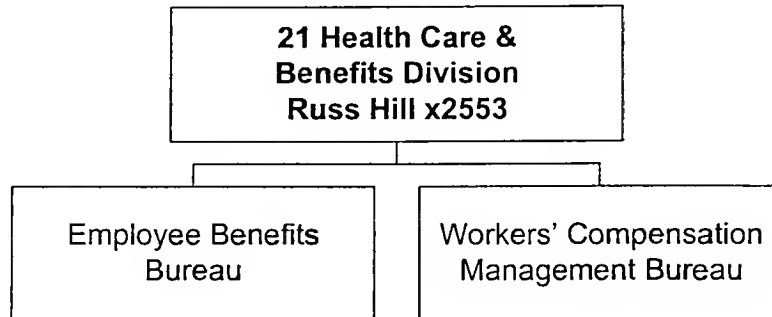 21 Health Care &
Benefits Division
Russ Hill x2553
Employee Benefits
Bureau
Workers' Compensation
Management Bureau